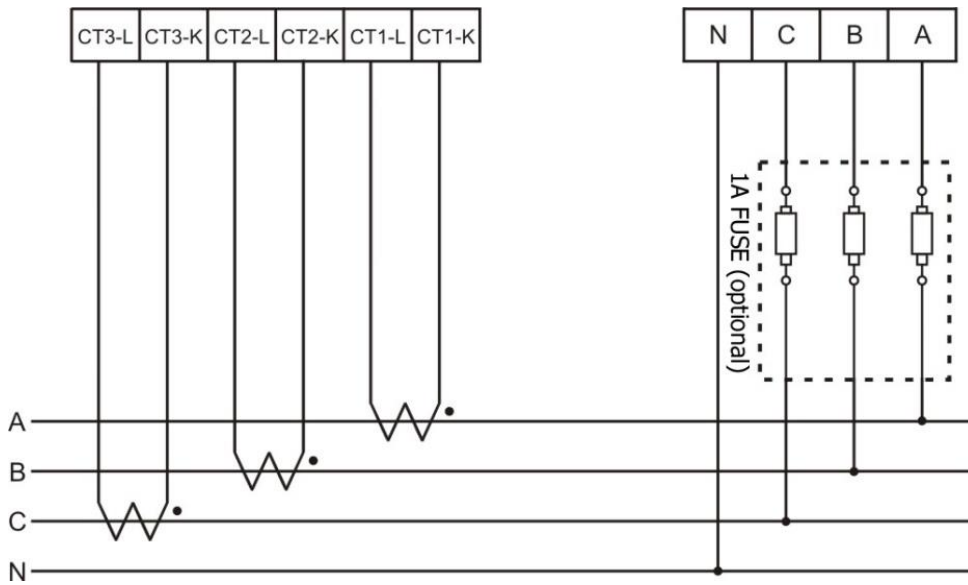 CT3-L CT3-K CT2-L CT2-K CT1-L CT1-K
N C B A
1A FUSE (optional)
A
B
C
N